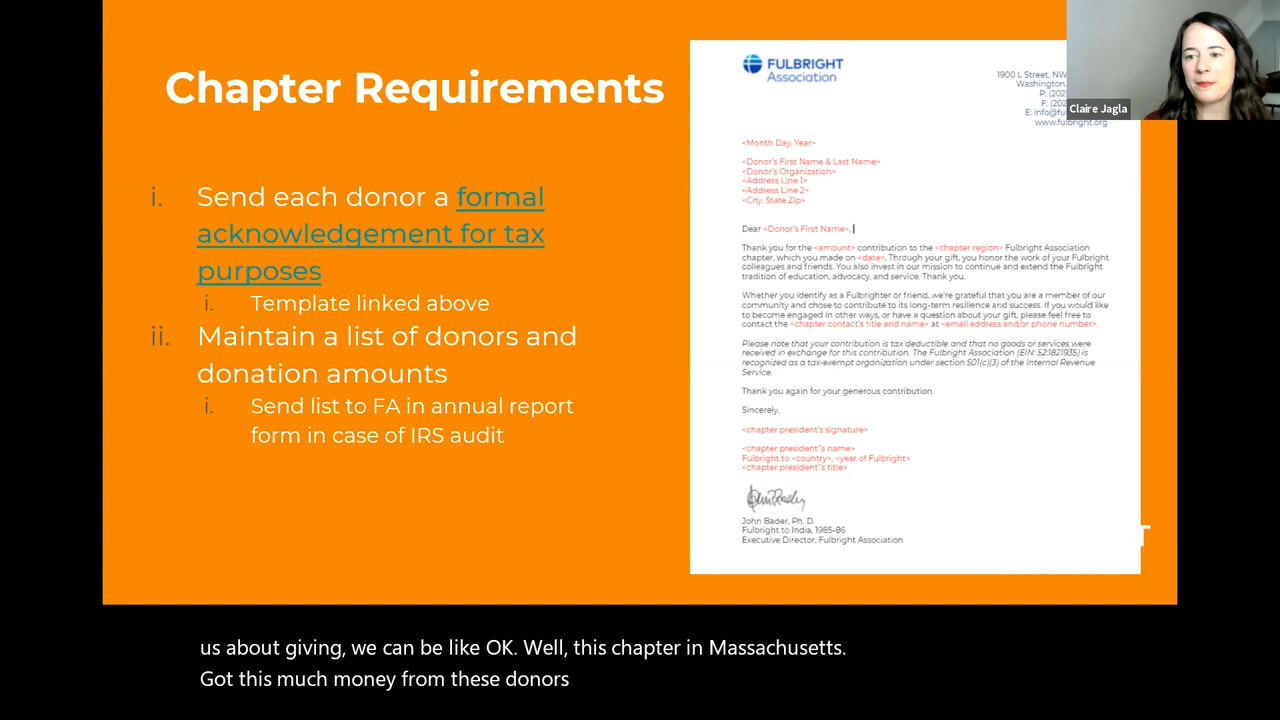 Chapter Requirements
i. Send each donor a formal
acknowledgement for tax
purposes
i. Template linked above
ii. Maintain a list of donors and
donation amounts
i. Send list to FA in annual report
form in case of IRS audit
FULBRIGHT
Association
1900 L Street, NW
Washington,
P: (202
F: (202
E: info@fu
www.fulbright.org
<Month Day, Year>
<Donor's First Name & Last Name>
<Donor's Organization>
<Address Line 1>
<Address Line 2>
<City, State Zip>
Dear <Donor's First Name>,
Thank you for the <amount> contribution to the <chapter region> Fulbright Association
chapter, which you made on <date>. Through your gift, you honor the work of your Fulbright
colleagues and friends. You also invest in our mission to continue and extend the Fulbright
tradition of education, advocacy, and service. Thank you.
Whether you identify as a Fulbrighter or friend, we're grateful that you are a member of our
community and chose to contribute to its long-term resilience and success. If you would like
to become engaged in other ways, or have a question about your gift, please feel free to
contact the <chapter contact's title and name> at <email address and/or phone number>.
Please note that your contribution is tax deductible and that no goods or services were
received in exchange for this contribution. The Fulbright Association (EIN: 52:1821935) is
recognized as a tax-exempt organization under section 501(c)(3) of the Internal Revenue
Service.
Thank you again for your generous contribution.
Sincerely,
<chapter president's signature>
<chapter president''s name>
Fulbright to <country>, <year of Fulbright>
<chapter president''s title>
John Bader, Ph. D.
Fulbright to India, 1985-86
Executive Director, Fulbright Association
T
Claire Jagla
us about giving, we can be like OK. Well, this chapter in Massachusetts.
Got this much money from these donors